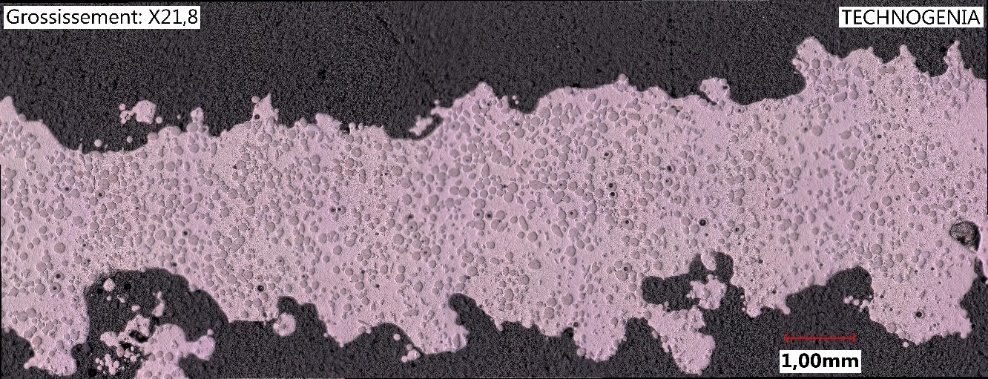 Grossissement: X21,8
TECHNOGENIA
1,00mm